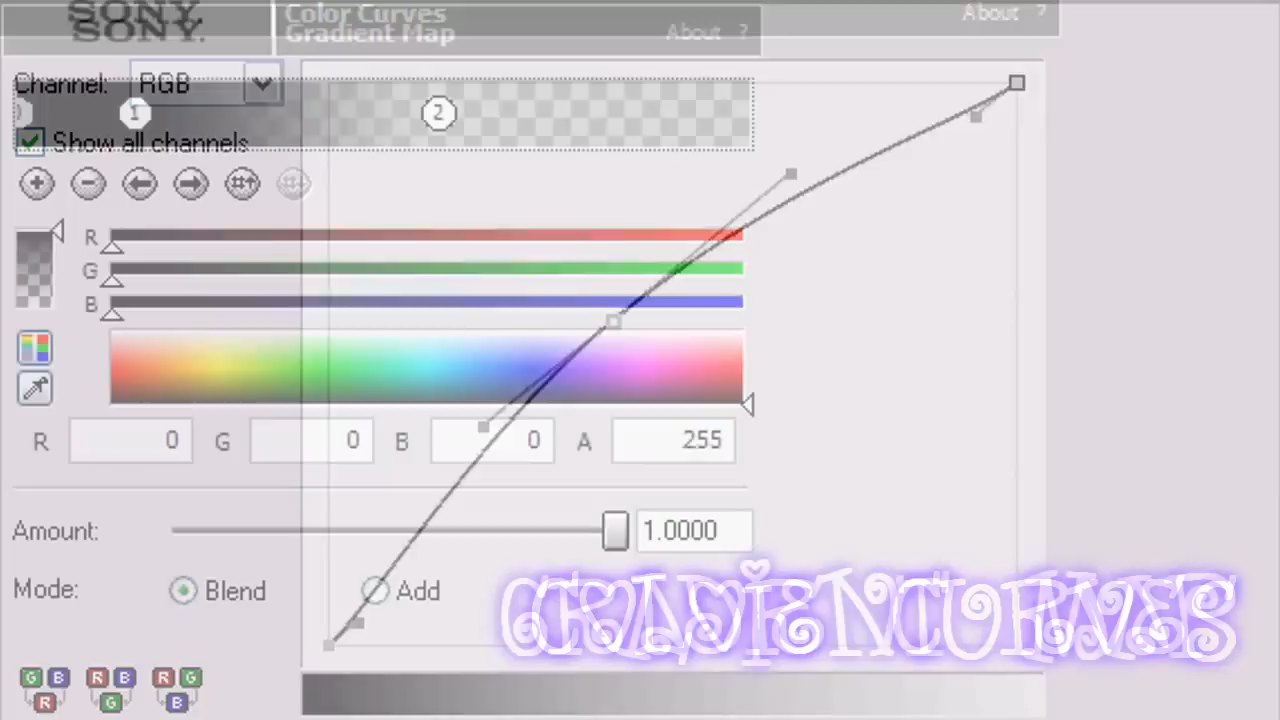 SONY
SONY.
Color Curves
Gradient Map
About ?
About ?
Channel: RGB
1 2
Show all channels
R
G
B
R 0 G 0 B 0 A 255
Amount: 1.0000
Mode: Blend Add
G B R B R G
R G B